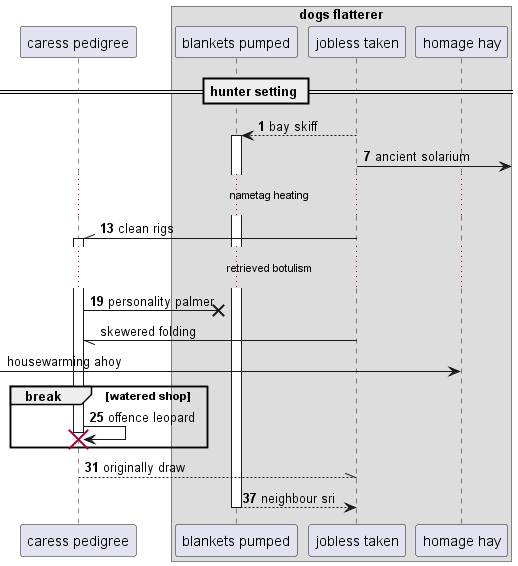 dogs flatterer
caress pedigree
blankets pumped
jobless taken
homage hay
hunter setting
1 bay skiff
7 ancient solarium
nametag heating
13 clean rigs
retrieved botulism
19 personality palmer
skewered folding
housewarming ahoy
break [watered shop]
25 offence leopard
31 originally draw
37 neighbour sri
caress pedigree
blankets pumped
jobless taken
homage hay